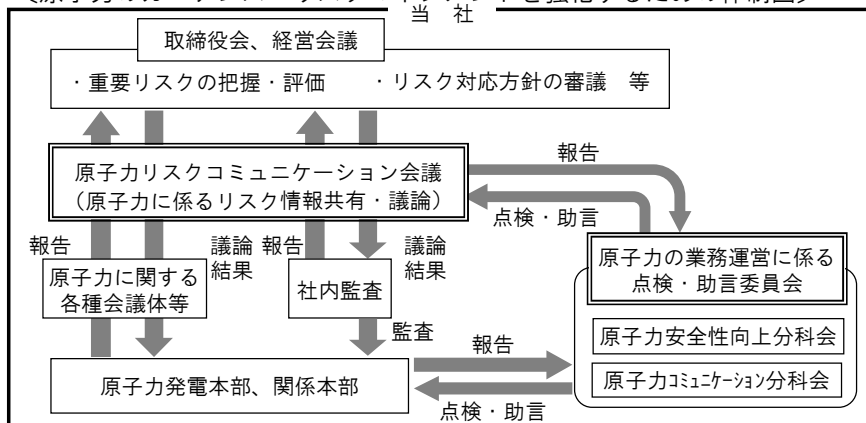 当 社
取締役会、経営会議
・重要リスクの把握・評価 ・リスク対応方針の審議 等
原子力リスクコミュニケーション会議
(原子力に係るリスク情報共有・議論)
報告
点検・助言
報告
議論
結果
報告
議論
結果
原子力に関する
各種会議体等
社内監査
原子力の業務運営に係る
点検・助言委員会
監査
原子力安全性向上分科会
原子力ｺﾐｭﾆｹｰｼｮﾝ分科会
原子力発電本部、関係本部
報告
点検・助言